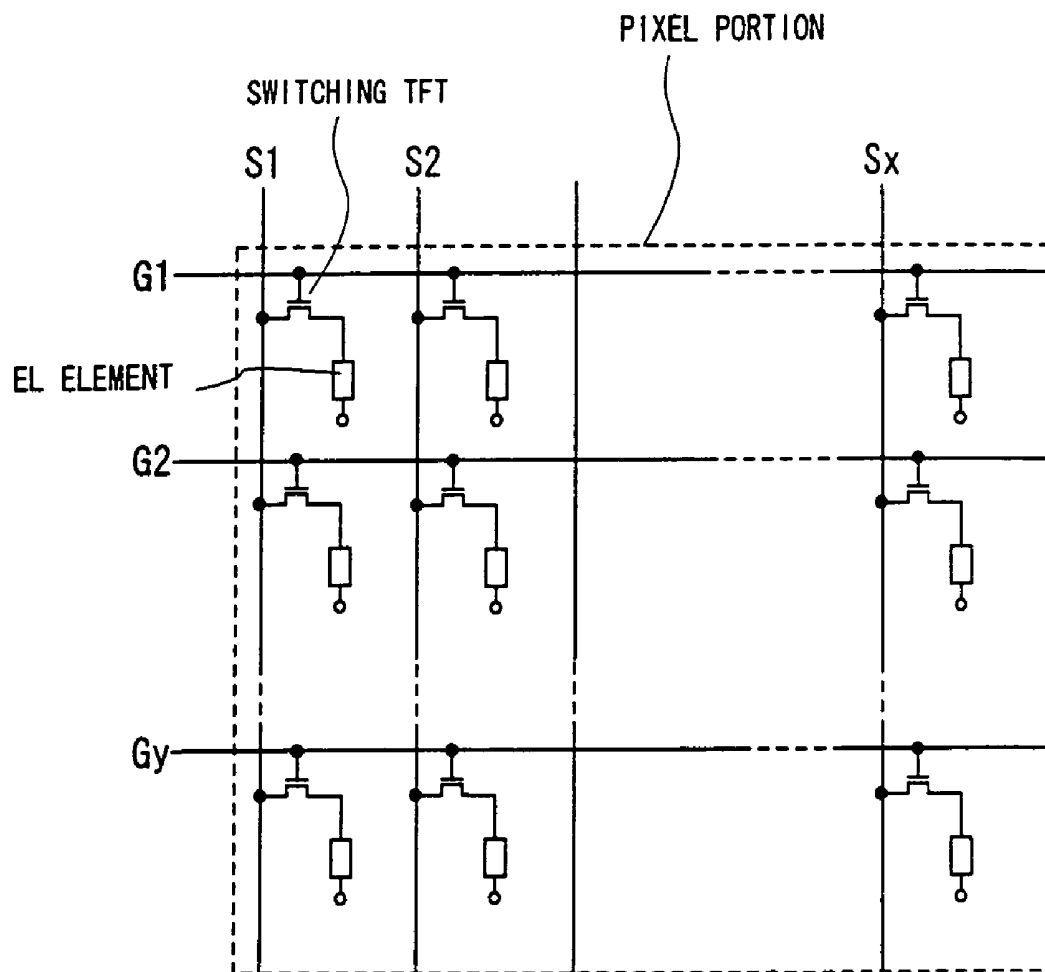 PIXEL PORTION
SWITCHING TFT
S1 S2 Sx
G1
EL ELEMENT
G2
Gy